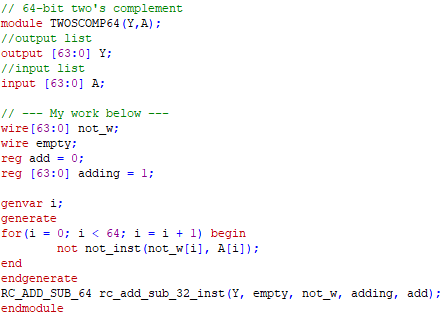 // 64-bit two's complement
module TWOSCOMP64(Y,A);
//output list
output [63:0] Y;
//input list
input [63:0] A;
// --- My work below ---
wire[63:0] not_w;
wire empty;
reg add = 0;
reg [63:0] adding = 1;
genvar i;
generate
for(i = 0; i < 64; i = i + 1) begin
not not_inst(not_w[i], A[i]);
end
endgenerate
RC_ADD_SUB_64 rc_add_sub_32_inst(Y, empty, not_w, adding, add);
endmodule